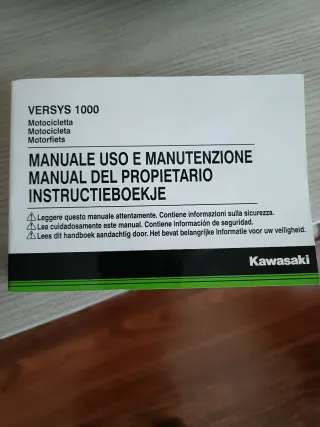 VERSYS 1000
Motocicletta
Motocicleta
Motorfiets
MANUALE USO E MANUTENZIONE
MANUAL DEL PROPIETARIO
INSTRUCTIEBOEKJE
Leggere questo manuale attentamente. Contiene informazioni sulla sicurezza.
Lea cuidadosamente este manual. Contiene información de seguridad.
Lees dit handboek aandachtig door. Het bevat belangrijke informatie voor uw veiligheid.
Kawasaki